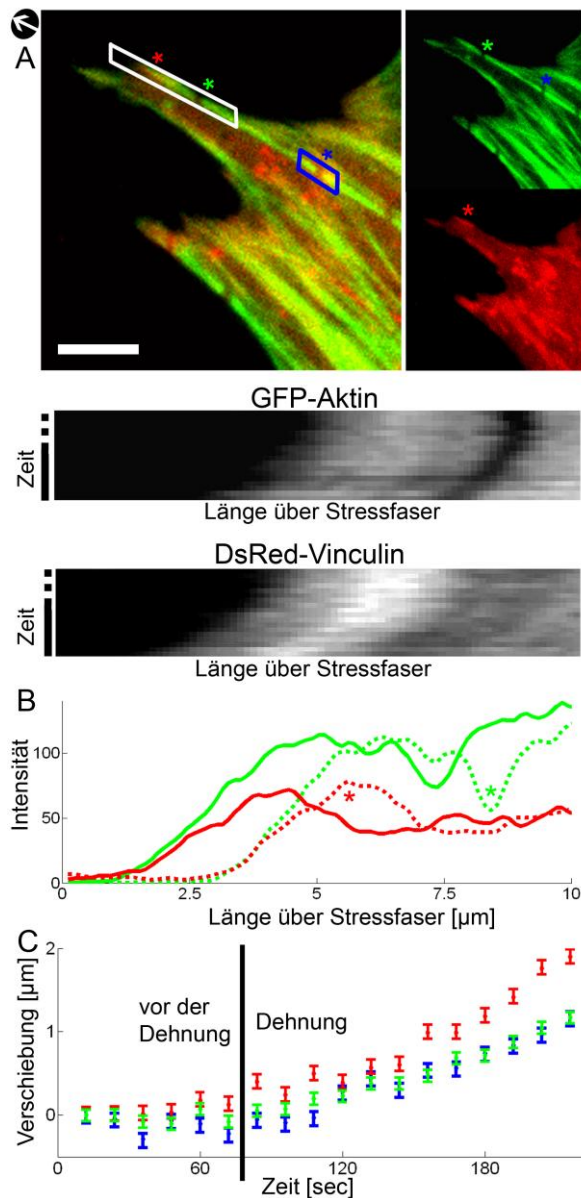 A
*
*
*
*
*
*
GFP-Aktin
Zeit
Länge über Stressfaser
DsRed-Vinculin
Zeit
Länge über Stressfaser
B
Intensität
100
50
0
*
*
0
2.5
5
7.5
10
Länge über Stressfaser [µm]
C
Verschiebung [µm]
2
1
0
vor der
Dehnung
Dehnung
0
60
120
180
Zeit [sec]